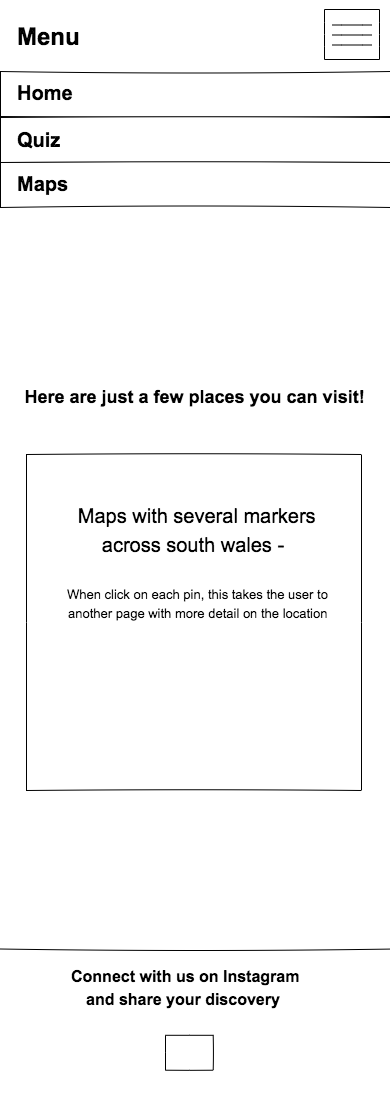 Menu
Home
Quiz
Maps
Here are just a few places you can visit!
Maps with several markers
across south wales -
When click on each pin, this takes the user to
another page with more detail on the location
Connect with us on Instagram
and share your discovery